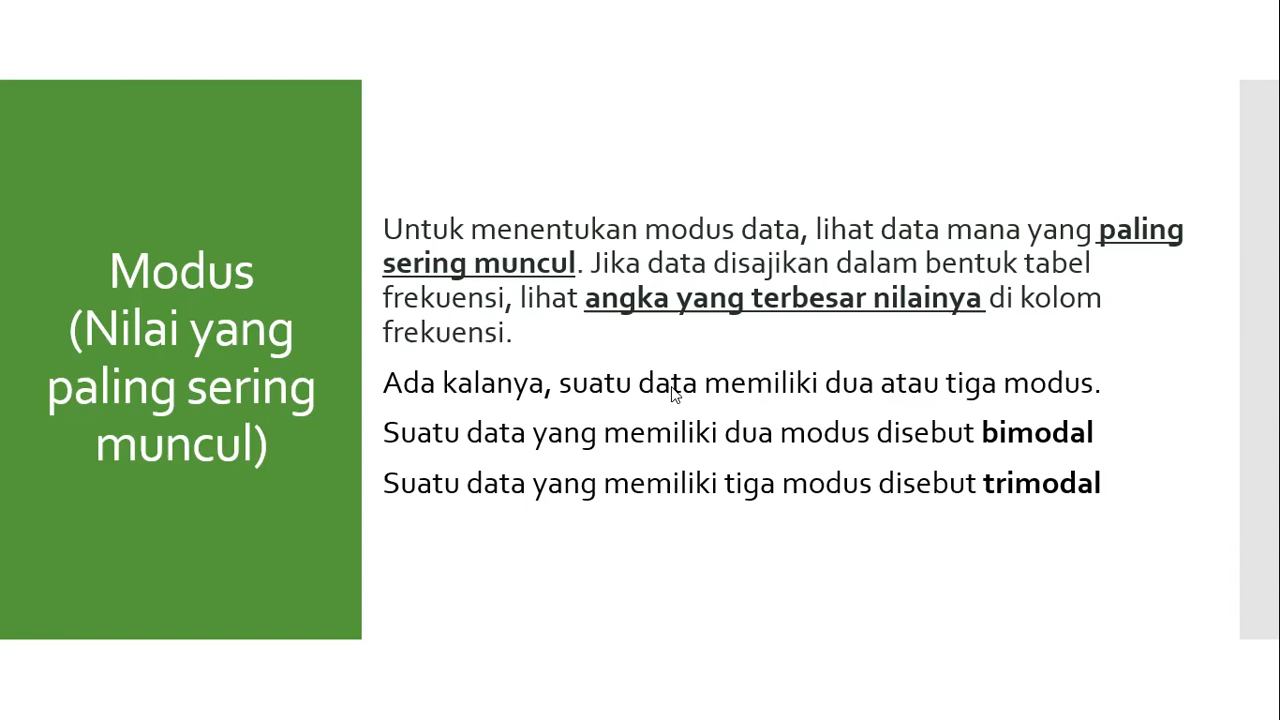 Modus
(Nilai yang
paling sering
muncul)
Untuk menentukan modus data, lihat data mana yang paling
sering muncul. Jika data disajikan dalam bentuk tabel
frekuensi, lihat angka yang terbesar nilainya di kolom
frekuensi.
Ada kalanya, suatu data memiliki dua atau tiga modus.
Suatu data yang memiliki dua modus disebut bimodal
Suatu data yang memiliki tiga modus disebut trimodal